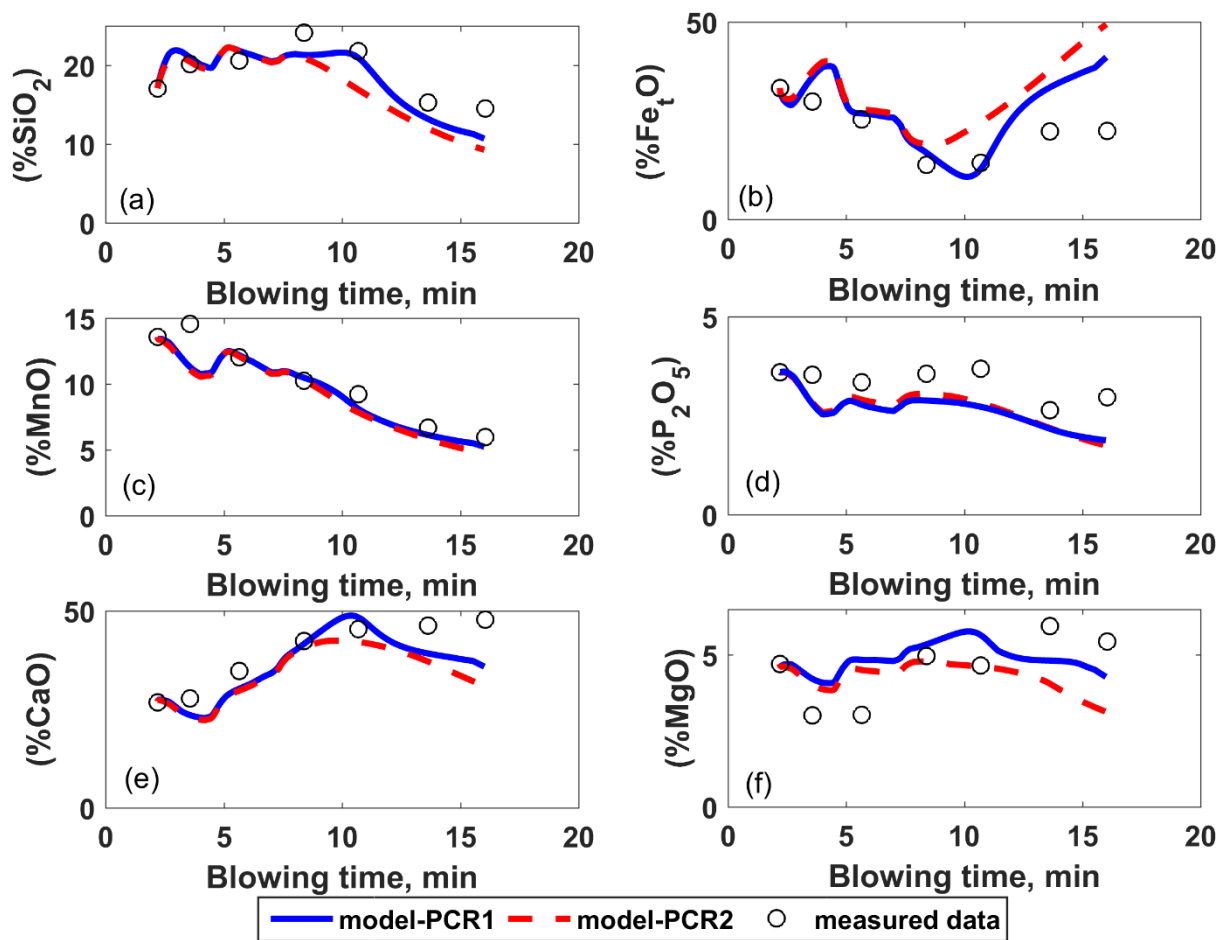 (%SiO2)
20
10
0
(a)
0 5 10 15 20
Blowing time, min
(%FetO)
50
0
(b)
0 5 10 15 20
Blowing time, min
(%MnO)
15
10
5
0
(c)
0 5 10 15 20
Blowing time, min
(%P2O5)
5
0
(d)
0 5 10 15 20
Blowing time, min
(%CaO)
50
0
(e)
0 5 10 15 20
Blowing time, min
(%MgO)
5
0
(f)
0 5 10 15 20
Blowing time, min
model-PCR1 model-PCR2 measured data